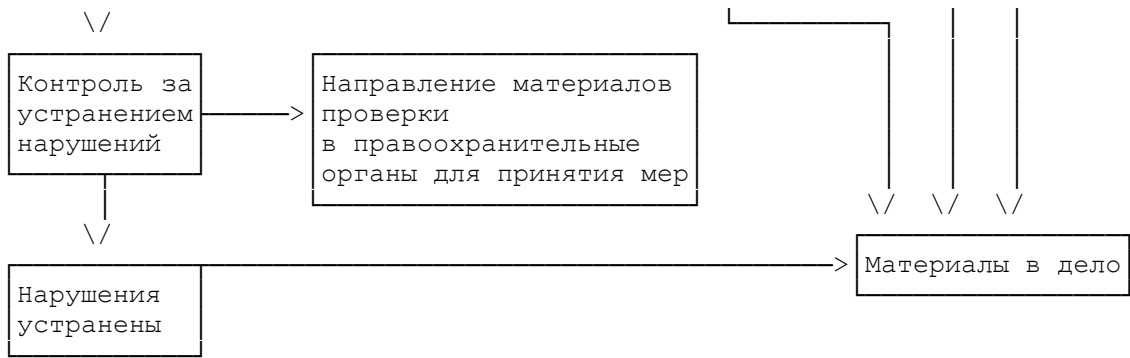 Контроль за
устранением
нарушений
Направление материалов
проверки
в правоохранительные
органы для принятия мер
Материалы в дело
Нарушения
устранены